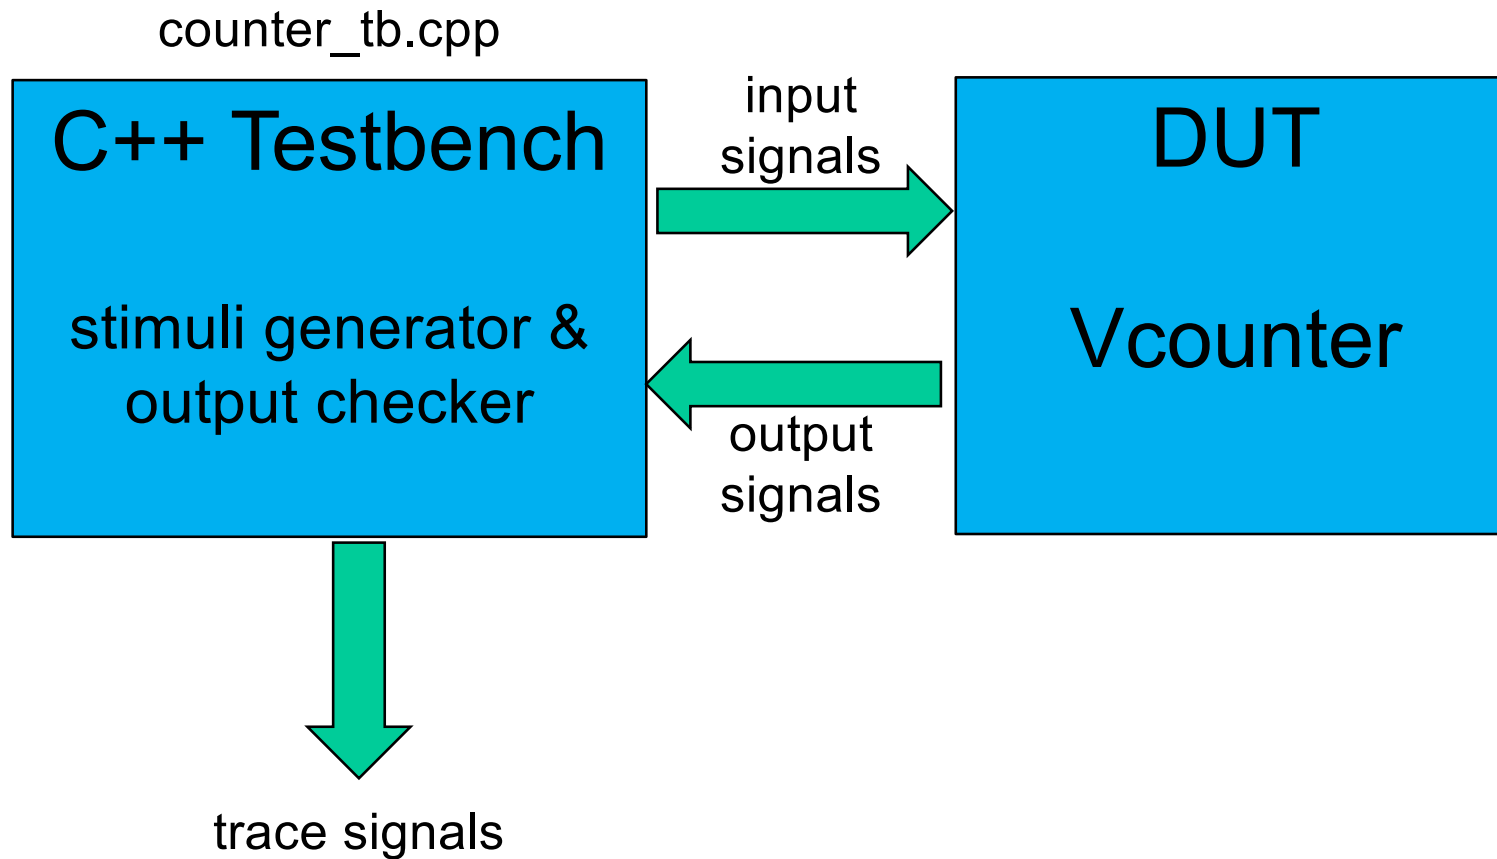 counter_tb.cpp
C++ Testbench
stimuli generator &
output checker
input
signals
output
signals
DUT
Vcounter
trace signals